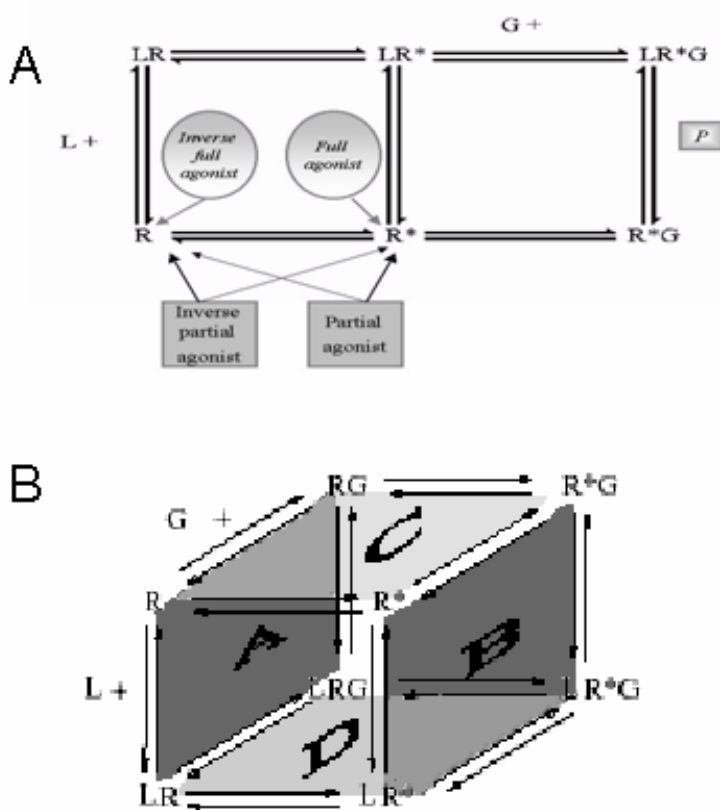 A
G +
LR LR* LR*G
L +
Inverse
full
agonist
Full
agonist
P
R R* R*G
Inverse
partial
agonist
Partial
agonist
B
RG R*G
G +
C
R R*
A B
L +
LRG LR*G
D
LR LR*